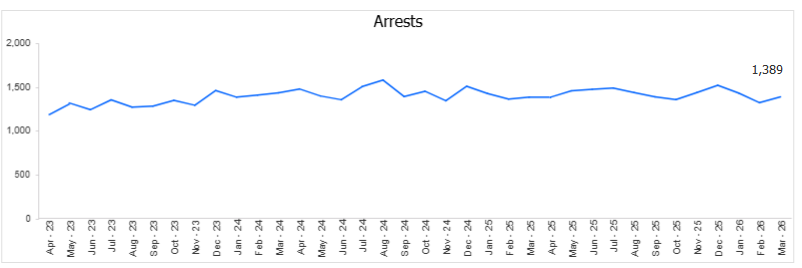 Arrests
2,000
1,500
1,000
500
0
1,389
Apr - 23
May - 23
Jun - 23
Jul - 23
Aug - 23
Sep - 23
Oct - 23
Nov - 23
Dec - 23
Jan - 24
Feb - 24
Mar - 24
Apr - 24
May - 24
Jun - 24
Jul - 24
Aug - 24
Sep - 24
Oct - 24
Nov - 24
Dec - 24
Jan - 25
Feb - 25
Mar - 25
Apr - 25
May - 25
Jun - 25
Jul - 25
Aug - 25
Sep - 25
Oct - 25
Nov - 25
Dec - 25
Jan - 26
Feb - 26
Mar - 26